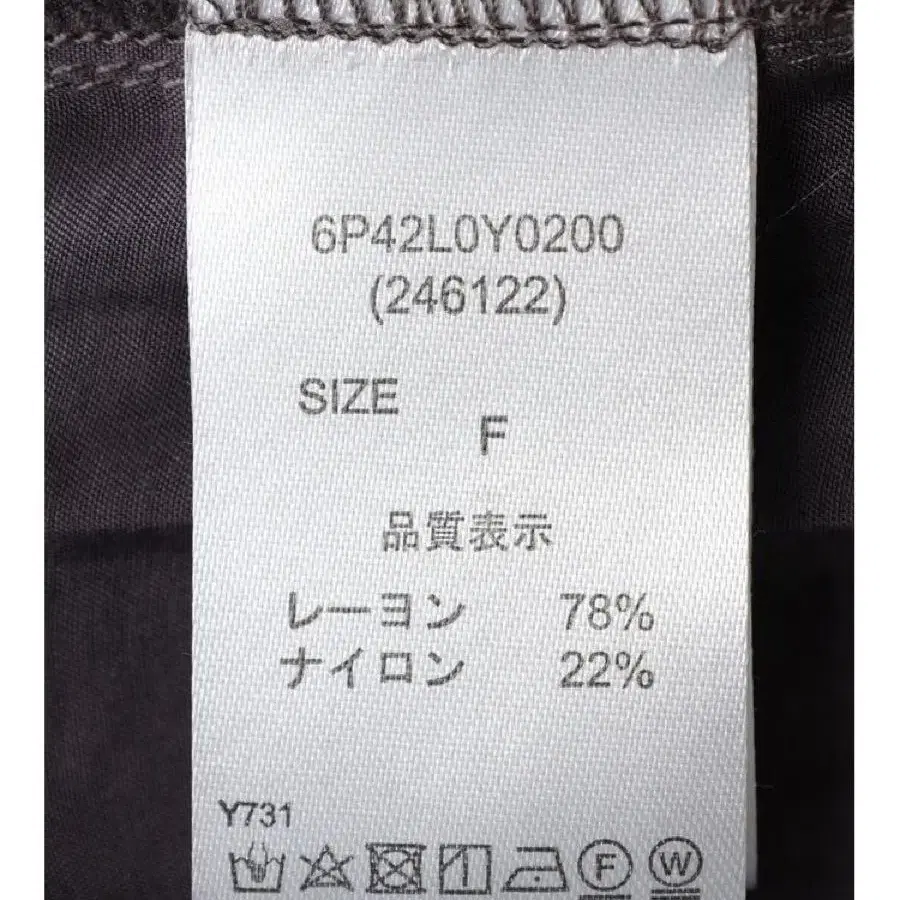 6P42L0Y0200
(246122)
SIZE
F
品質表示
レーヨン 78%
ナイロン 22%
Y731
F W